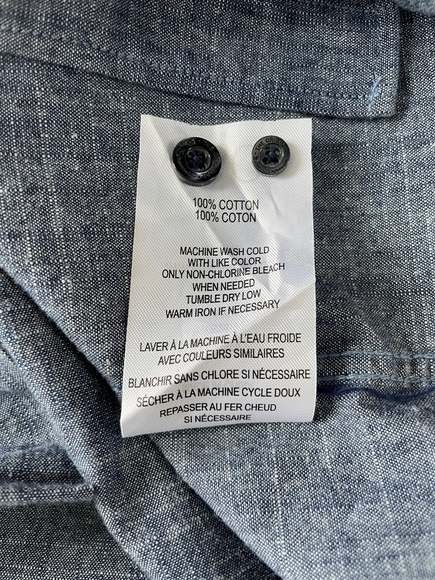 100% COTTON
100% COTON
MACHINE WASH COLD
WITH LIKE COLOR
ONLY NON-CHLORINE BLEACH
WHEN NEEDED
TUMBLE DRY LOW
WARM IRON IF NECESSARY
LAVER À LA MACHINE À L'EAU FROIDE
AVEC COULEURS SIMILAIRES
BLANCHIR SANS CHLORE SI NÉCESSAIRE
SÉCHER À LA MACHINE CYCLE DOUX
REPASSER AU FER CHEUD
SI NÉCESSAIRE